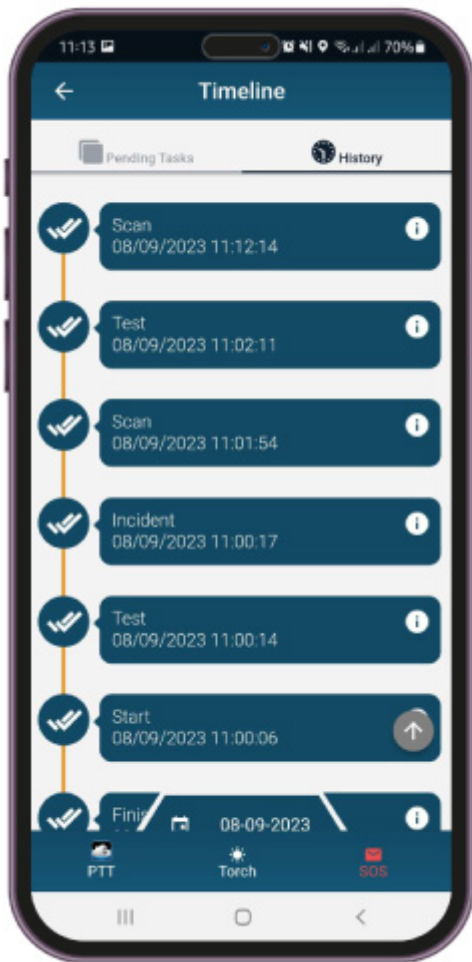 11:13
70%
Timeline
Pending Tasks
History
Scan
08/09/2023 11:12:14
Test
08/09/2023 11:02:11
Scan
08/09/2023 11:01:54
Incident
08/09/2023 11:00:17
Test
08/09/2023 11:00:14
Start
08/09/2023 11:00:06
Finis
08-09-2023
PTT
Torch
SOS